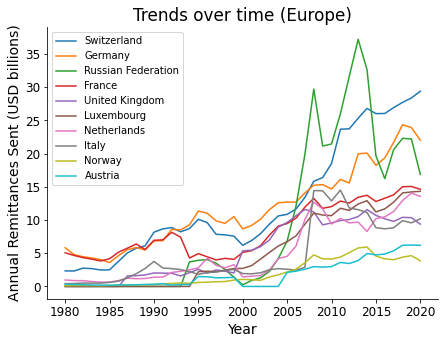 Trends over time (Europe)
Annual Remittances Sent (USD billions)
35
30
25
20
15
10
5
0
Switzerland
Germany
Russian Federation
France
United Kingdom
Luxembourg
Netherlands
Italy
Norway
Austria
1980 1985 1990 1995 2000 2005 2010 2015 2020
Year